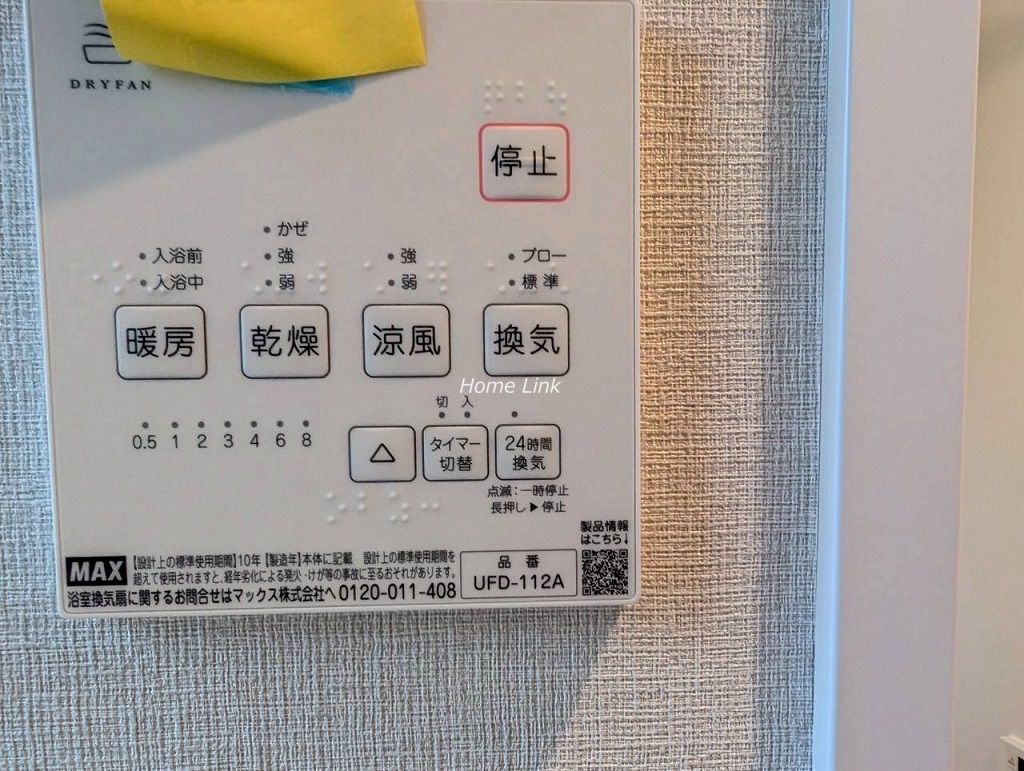 DRYFAN
停止
かぜ
入浴前 強 強 ブロー
入浴中 弱 弱 標準
暖房 乾燥 涼風 換気
Home Link
切 入
0.5 1 2 3 4 6 8
△ タイマー切替 24時間換気
点滅：一時停止
長押し▶停止
製品情報
はこちら↓
MAX
【設計上の標準使用期間】10年【製造年】本体に記載 設計上の標準使用期間を
超えて使用されますと、経年劣化による発火・けが等の事故に至るおそれがあります。
浴室換気扇に関するお問合せはマックス株式会社へ0120-011-408
品番
UFD-112A